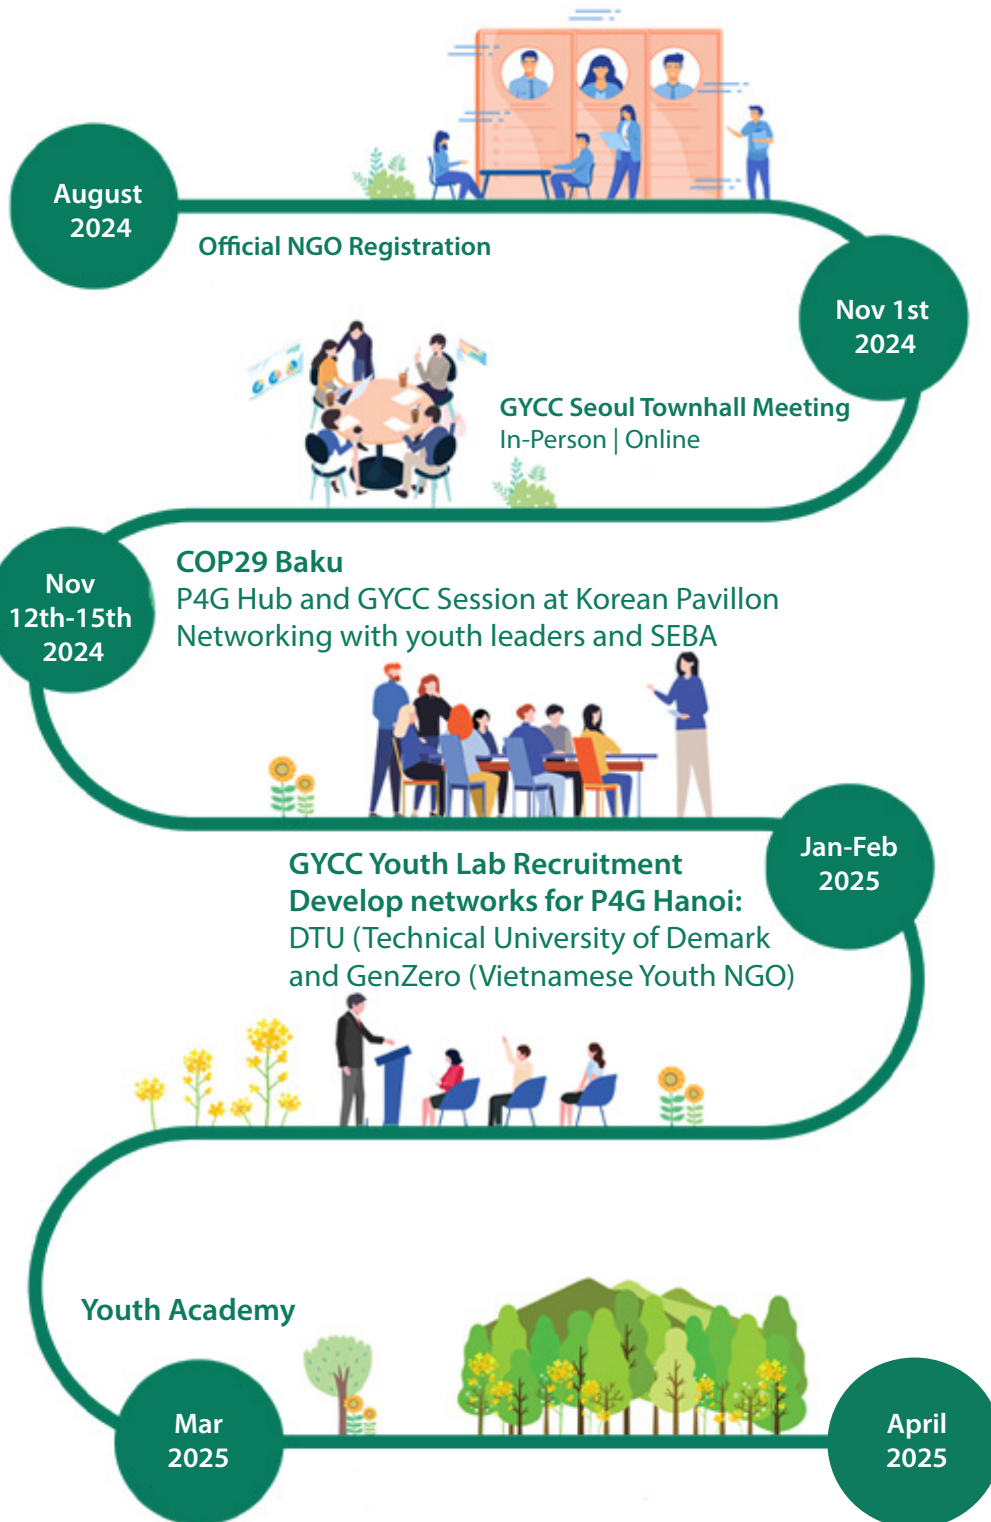 August
2024
Official NGO Registration
Nov 1st
2024
GYCC Seoul Townhall Meeting
In-Person | Online
Nov
12th-15th
2024
COP29 Baku
P4G Hub and GYCC Session at Korean Pavillon
Networking with youth leaders and SEBA
Jan-Feb
2025
GYCC Youth Lab Recruitment
Develop networks for P4G Hanoi:
DTU (Technical University of Demark
and GenZero (Vietnamese Youth NGO)
Youth Academy
Mar
2025
April
2025